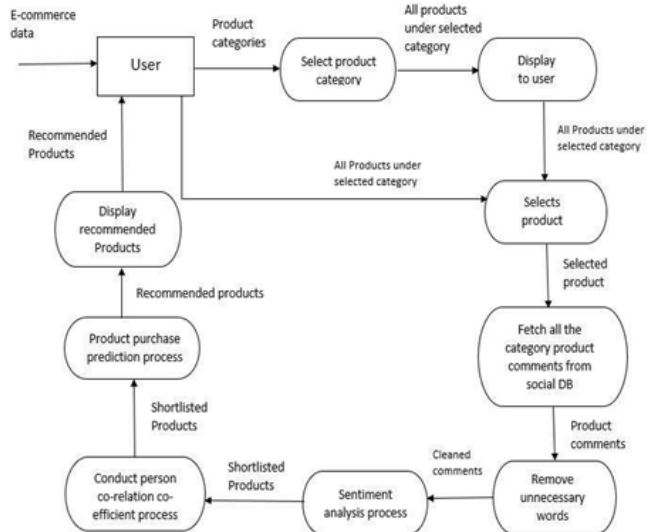 E-commerce
data
User
Product
categories
Select product
category
All products
under selected
category
Display
to user
All Products under
selected category
All Products under
selected category
Selects
product
Selected
product
Fetch all the
category product
comments from
social DB
Product
comments
Remove
unnecessary
words
Cleaned
comments
Sentiment
analysis process
Shortlisted
Products
Conduct person
co-relation co-
efficient process
Shortlisted
Products
Product purchase
prediction process
Recommended products
Display
recommended
Products
Recommended
Products